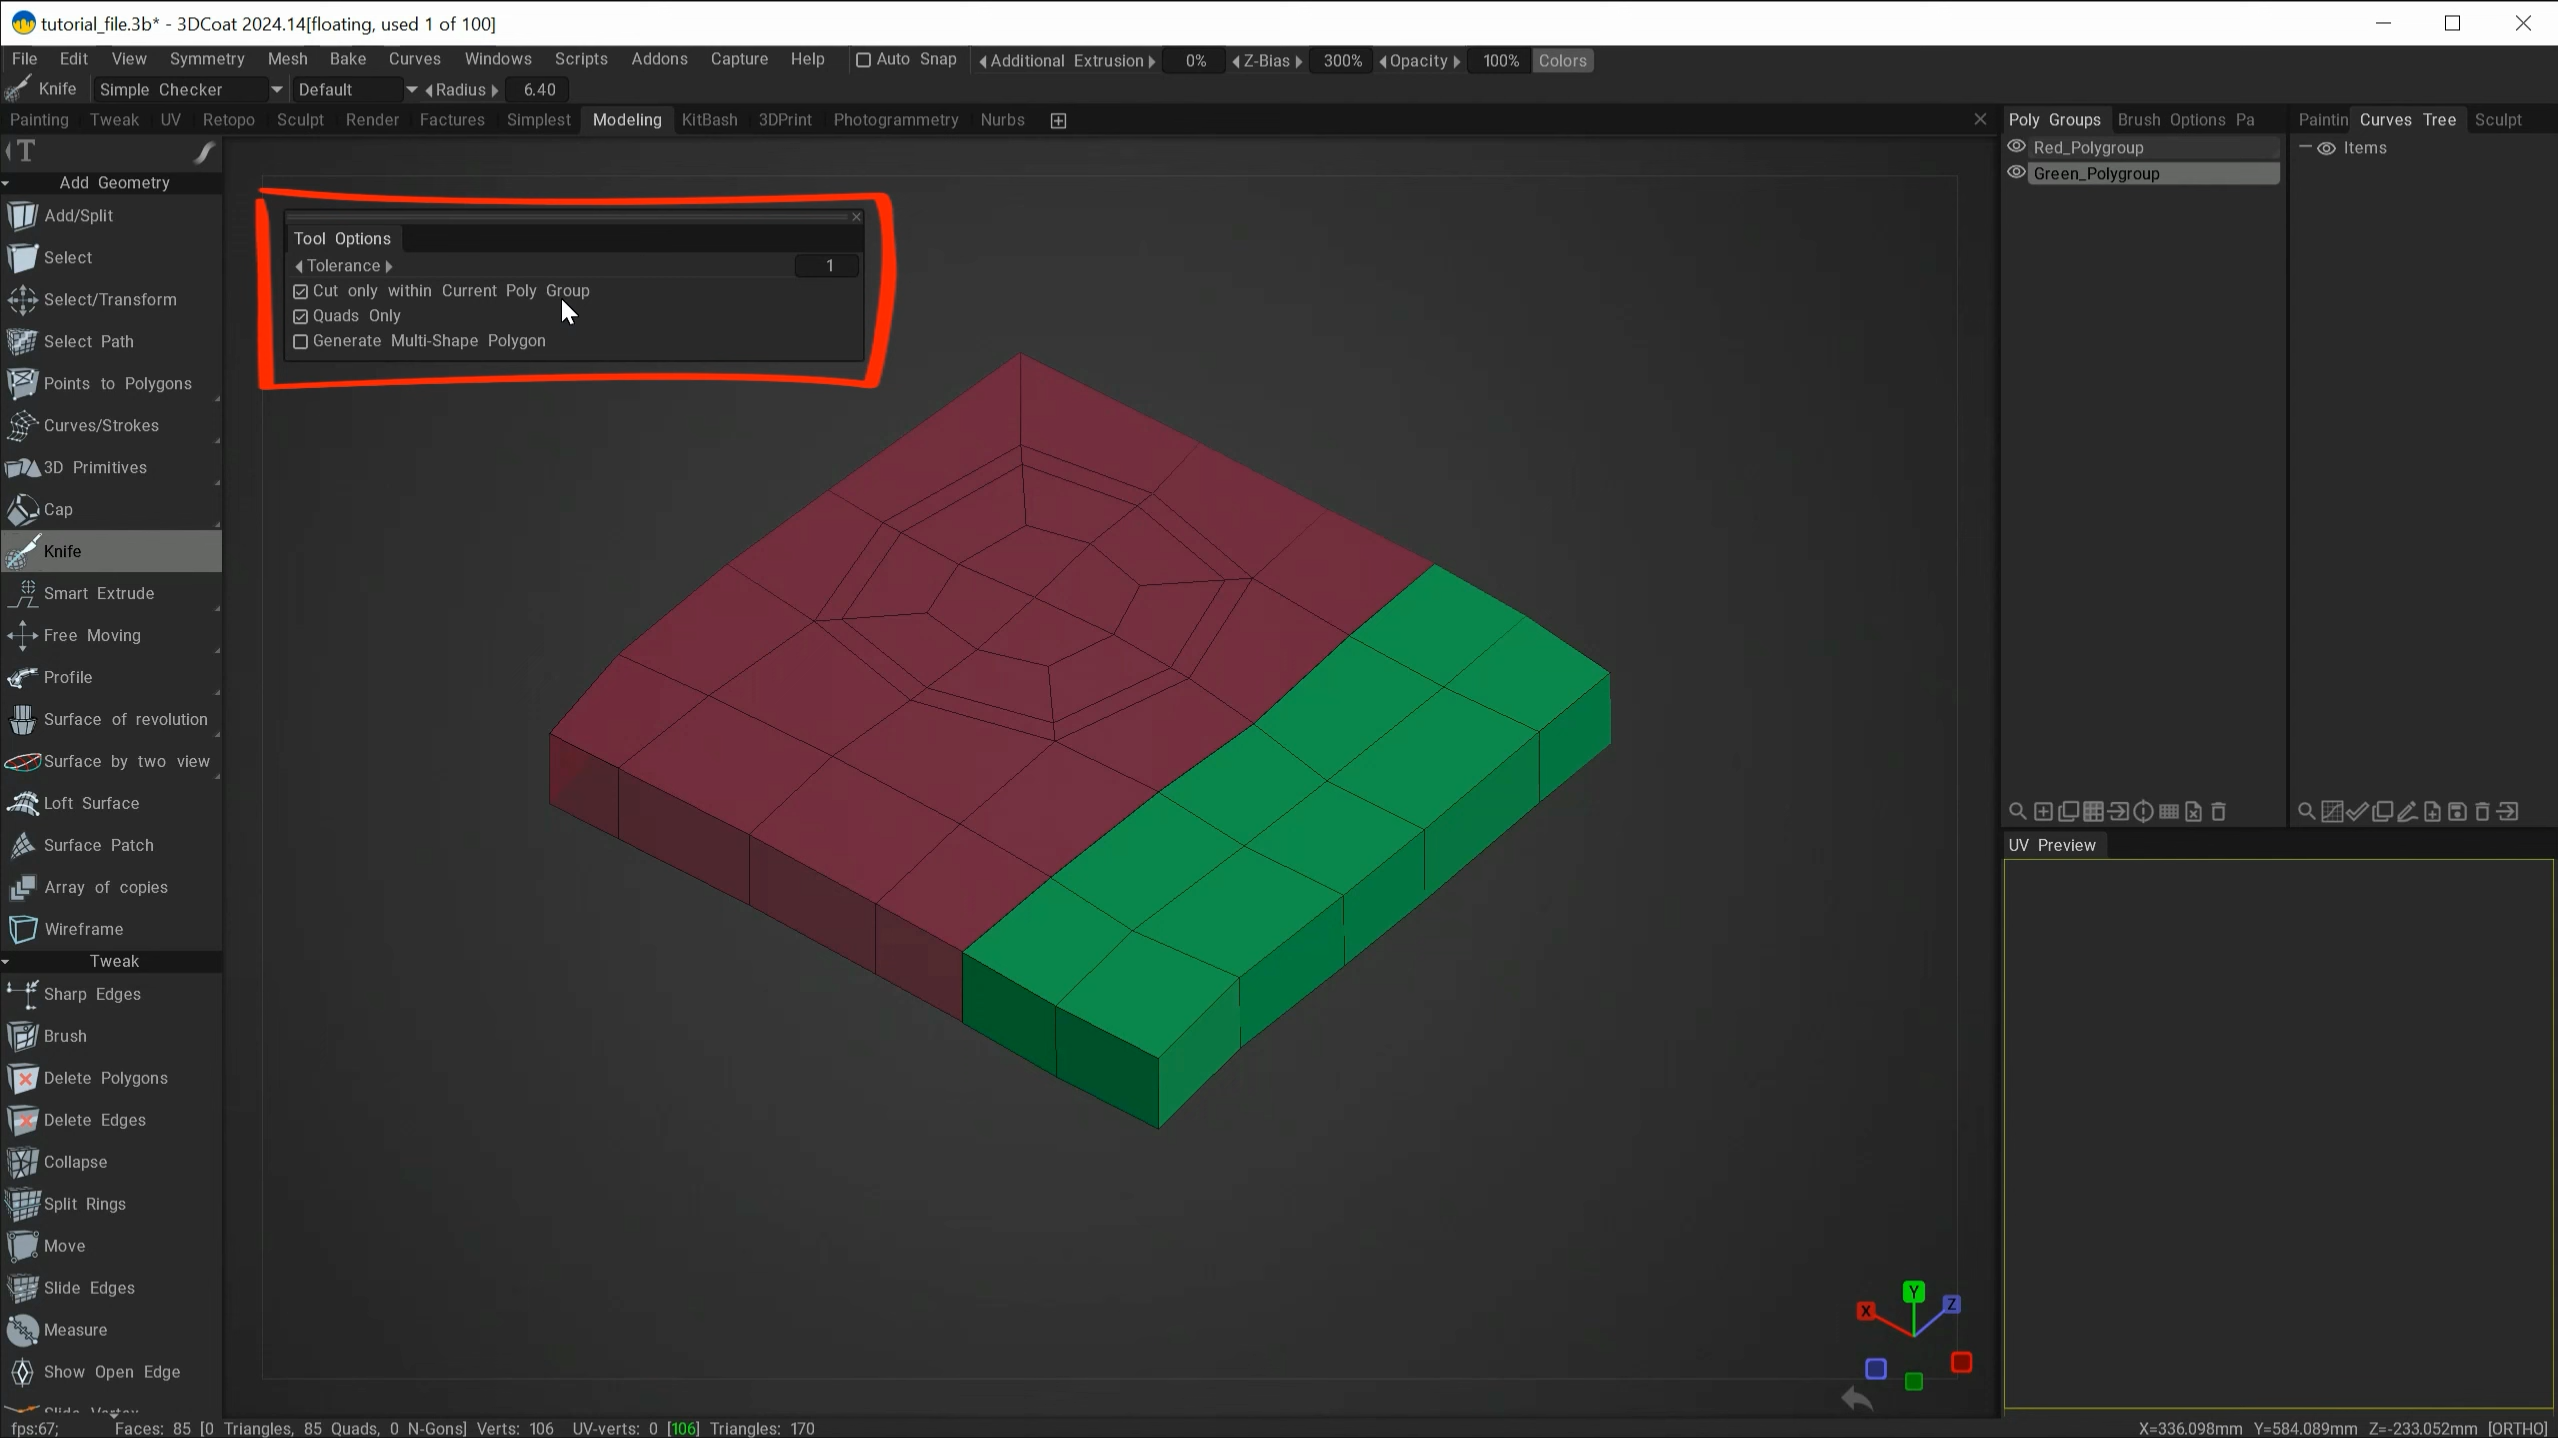 tutorial_file.3b* - 3DCoat 2024.14[floating, used 1 of 100]
File Edit View Symmetry Mesh Bake Curves Windows Scripts Addons Capture Help Auto Snap Additional Extrusion 0% Z-Bias 300% Opacity 100% Colors
Knife Simple Checker Default Radius 6.40
Painting Tweak UV Retopo Sculpt Render Factures Simplest Modeling KitBash 3DPrint Photogrammetry Nurbs
Poly Groups Brush Options Pa
Paintin Curves Tree Sculpt
T
Red_Polygroup
Items
Green_Polygroup
Add Geometry
Add/Split
Select
Select/Transform
Select Path
Points to Polygons
Curves/Strokes
3D Primitives
Cap
Knife
Smart Extrude
Free Moving
Profile
Surface of revolution
Surface by two view
Loft Surface
Surface Patch
Array of copies
Wireframe
Tweak
Sharp Edges
Brush
Delete Polygons
Delete Edges
Collapse
Split Rings
Move
Slide Edges
Measure
Show Open Edge
Tool Options
Tolerance 1
Cut only within Current Poly Group
Quads Only
Generate Multi-Shape Polygon
UV Preview
Y
X
Z
fps:67; Faces: 85 [0 Triangles, 85 Quads, 0 N-Gons] Verts: 106 UV-verts: 0 [106] Triangles: 170
X=336.098mm Y=584.089mm Z=-233.052mm [ORTHO]